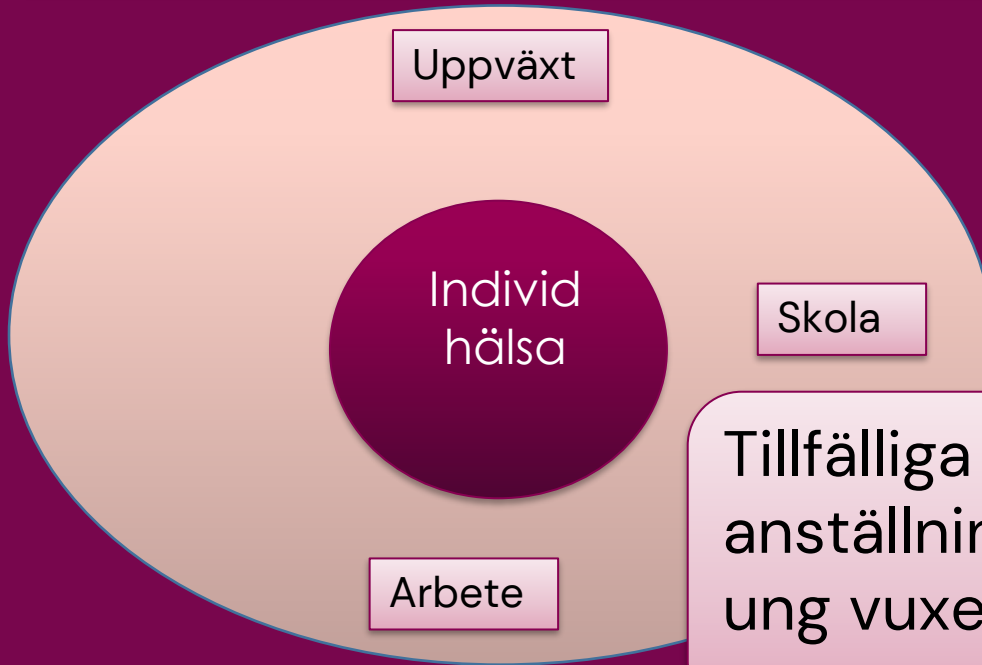 Uppväxt
Individ
hälsa
Skola
Tillfälliga
ung
Arbete